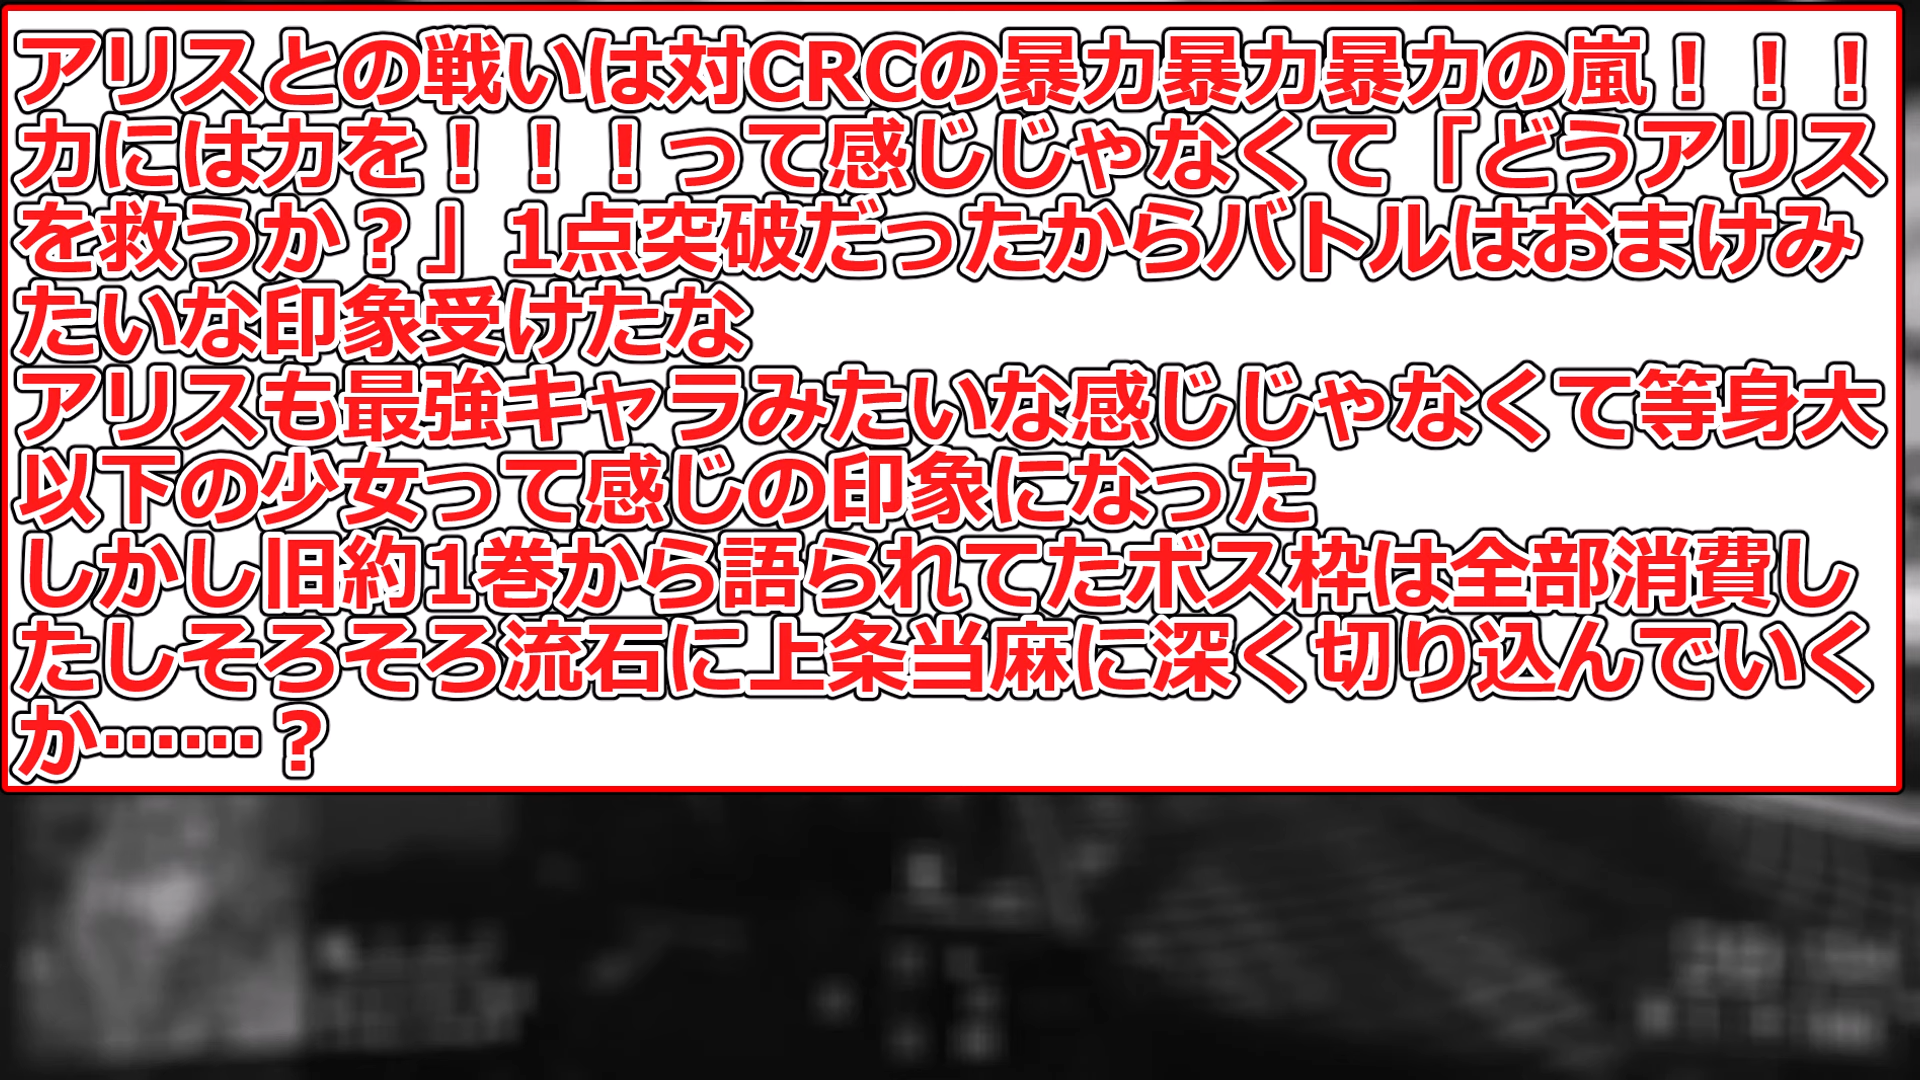 アリスとの戦いは対CRCの暴力暴力暴力の嵐！！！
力には力を！！！って感じじゃなくて「どうアリス
を救うか？」1点突破だったからバトルはおまけみ
たいな印象受けたな
アリスも最強キャラみたいな感じじゃなくて等身大
以下の少女って感じの印象になった
しかし旧約1巻から語られてたボス枠は全部消費し
たしそろそろ流石に上条当麻に深く切り込んでいく
か……？